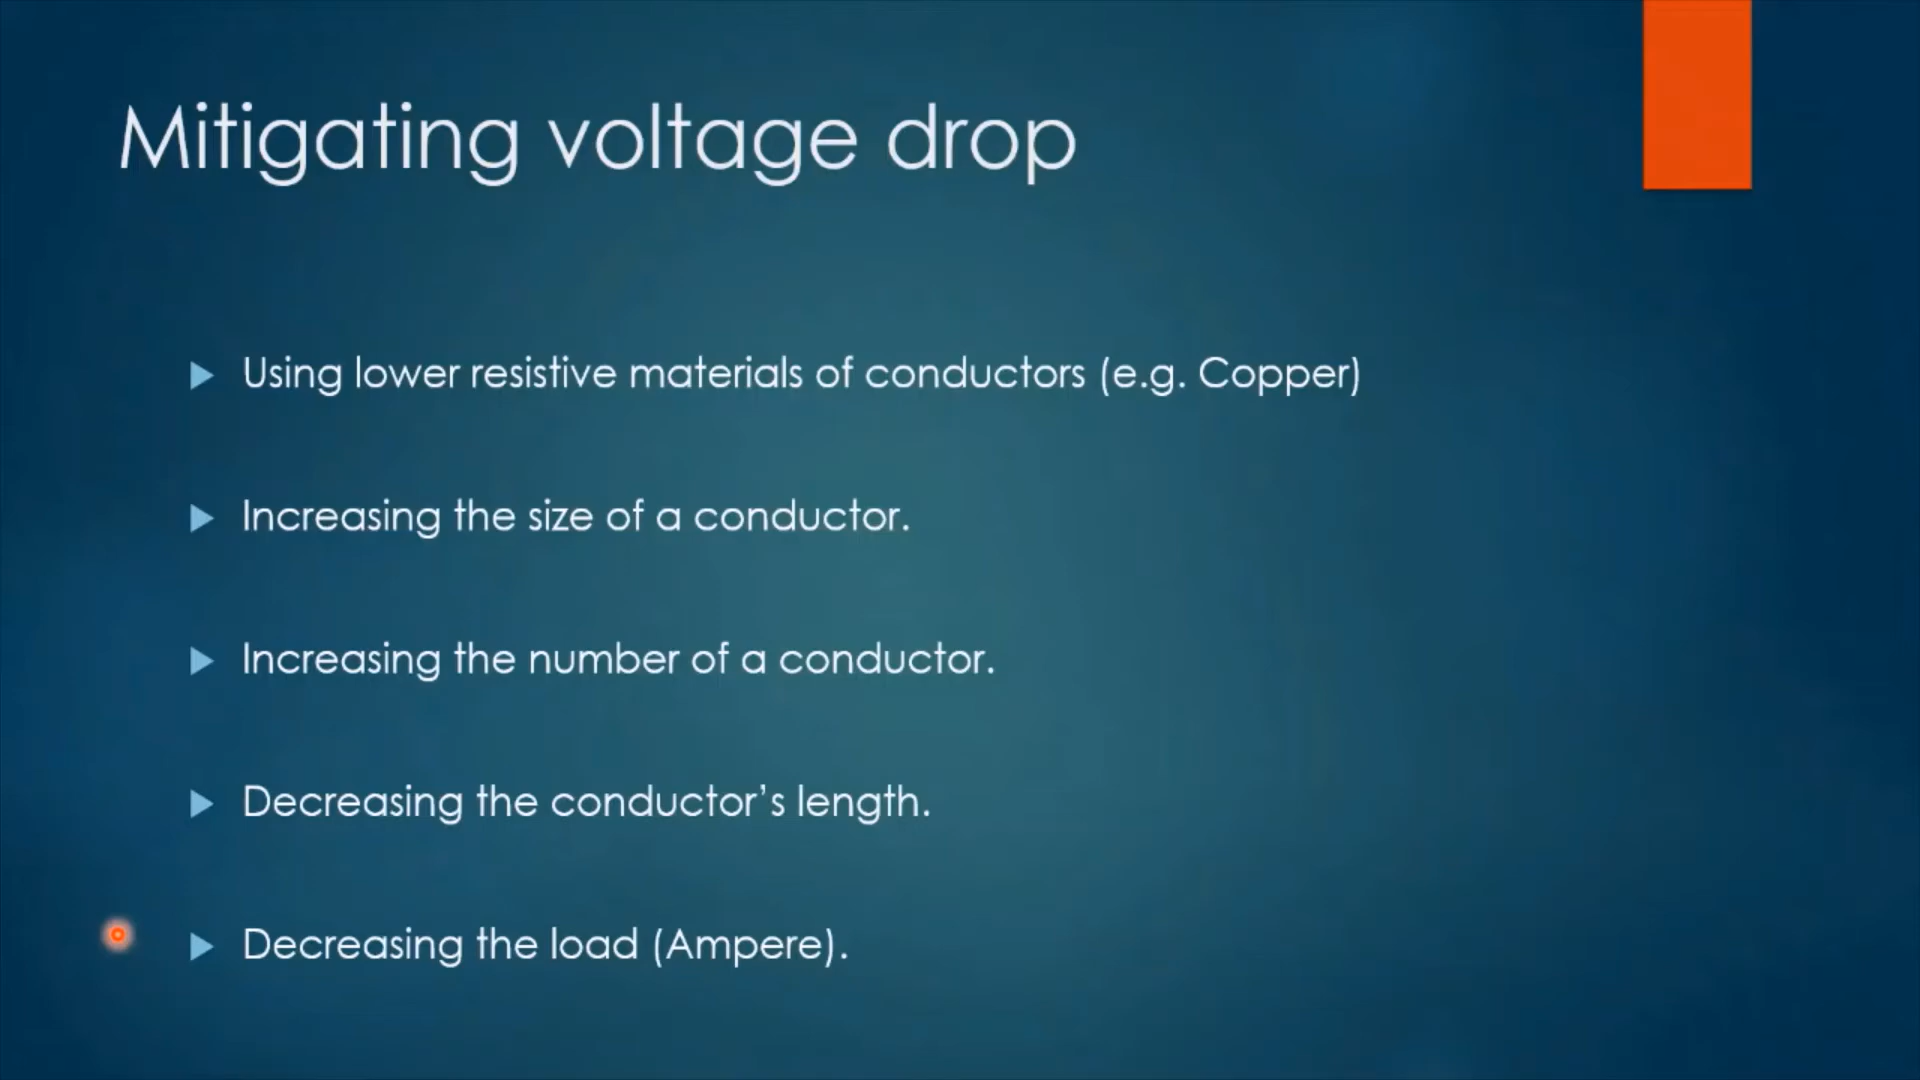 Mitigating voltage drop
Using lower resistive materials of conductors (e.g. Copper)
Increasing the size of a conductor.
Increasing the number of a conductor.
Decreasing the conductor’s length.
Decreasing the load (Ampere).